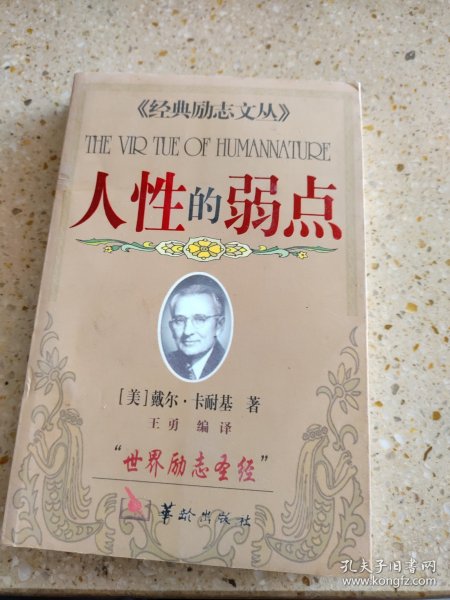 《经典励志文丛》
THE VIR TUE OF HUMANNATURE
人性的弱点
[美]戴尔·卡耐基 著
王勇 编译
“世界励志圣经”
华龄出版社
孔夫子旧书网
www.kongfz.com